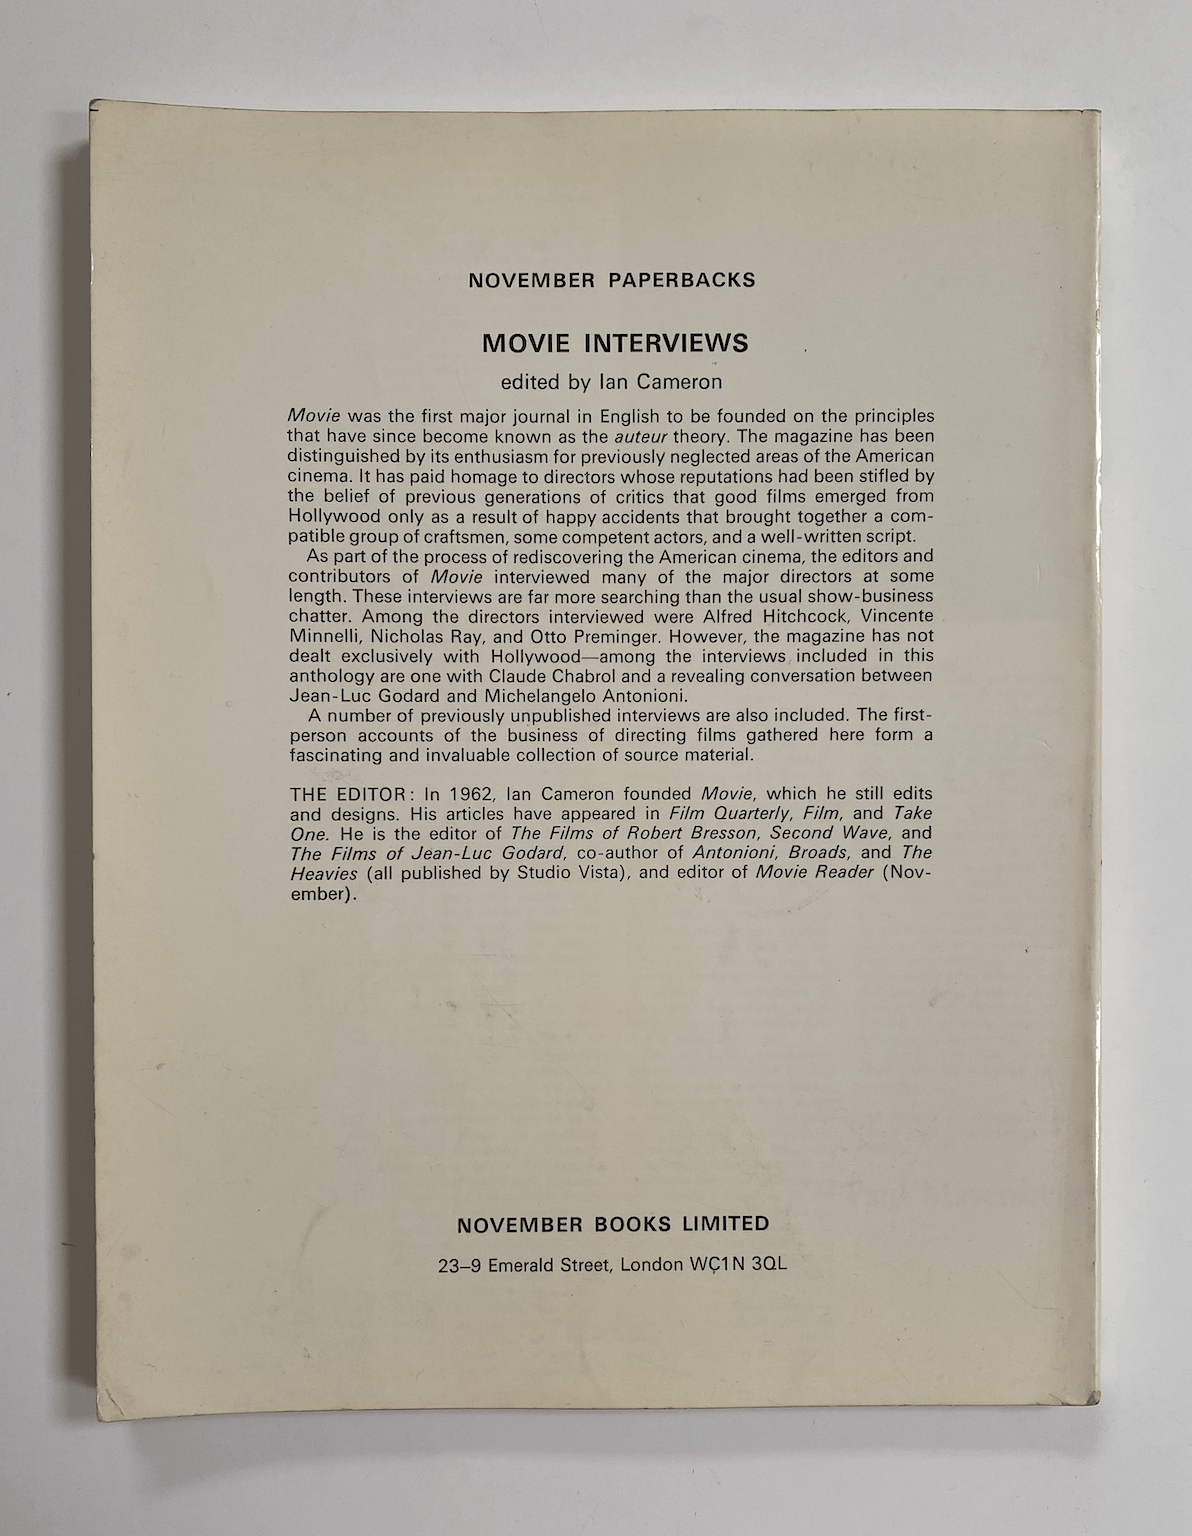 NOVEMBER PAPERBACKS
MOVIE INTERVIEWS
edited by Ian Cameron
Movie was the first major journal in English to be founded on the principles
that have since become known as the auteur theory. The magazine has been
distinguished by its enthusiasm for previously neglected areas of the American
cinema. It has paid homage to directors whose reputations had been stifled by
the belief of previous generations of critics that good films emerged from
Hollywood only as a result of happy accidents that brought together a com-
patible group of craftsmen, some competent actors, and a well-written script.
As part of the process of rediscovering the American cinema, the editors and
contributors of Movie interviewed many of the major directors at some
length. These interviews are far more searching than the usual show-business
chatter. Among the directors interviewed were Alfred Hitchcock, Vincente
Minnelli, Nicholas Ray, and Otto Preminger. However, the magazine has not
dealt exclusively with Hollywood—among the interviews included in this
anthology are one with Claude Chabrol and a revealing conversation between
Jean-Luc Godard and Michelangelo Antonioni.
A number of previously unpublished interviews are also included. The first-
person accounts of the business of directing films gathered here form a
fascinating and invaluable collection of source material.
THE EDITOR: In 1962, Ian Cameron founded Movie, which he still edits
and designs. His articles have appeared in Film Quarterly, Film, and Take
One. He is the editor of The Films of Robert Bresson, Second Wave, and
The Films of Jean-Luc Godard, co-author of Antonioni, Broads, and The
Heavies (all published by Studio Vista), and editor of Movie Reader (Nov-
ember).
NOVEMBER BOOKS LIMITED
23–9 Emerald Street, London WC1N 3QL